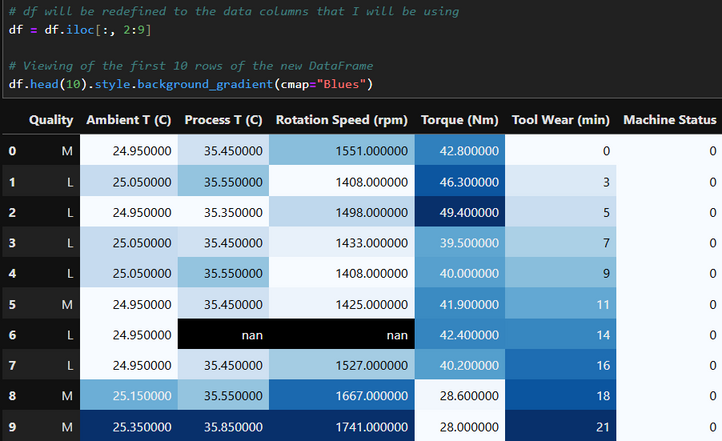 # df will be redefined to the data columns that I will be using
df = df.iloc[:, 2:9]
# Viewing of the first 10 rows of the new DataFrame
df.head(10).style.background_gradient(cmap="Blues")
Quality Ambient T (C) Process T (C) Rotation Speed (rpm) Torque (Nm) Tool Wear (min) Machine Status
0 M 24.950000 35.450000 1551.000000 42.800000 0 0
1 L 25.050000 35.550000 1408.000000 46.300000 3 0
2 L 24.950000 35.350000 1498.000000 49.400000 5 0
3 L 25.050000 35.450000 1433.000000 39.500000 7 0
4 L 25.050000 35.550000 1408.000000 40.000000 9 0
5 M 24.950000 35.450000 1425.000000 41.900000 11 0
6 L 24.950000 nan nan 42.400000 14 0
7 L 24.950000 35.450000 1527.000000 40.200000 16 0
8 M 25.150000 35.550000 1667.000000 28.600000 18 0
9 M 25.350000 35.850000 1741.000000 28.000000 21 0